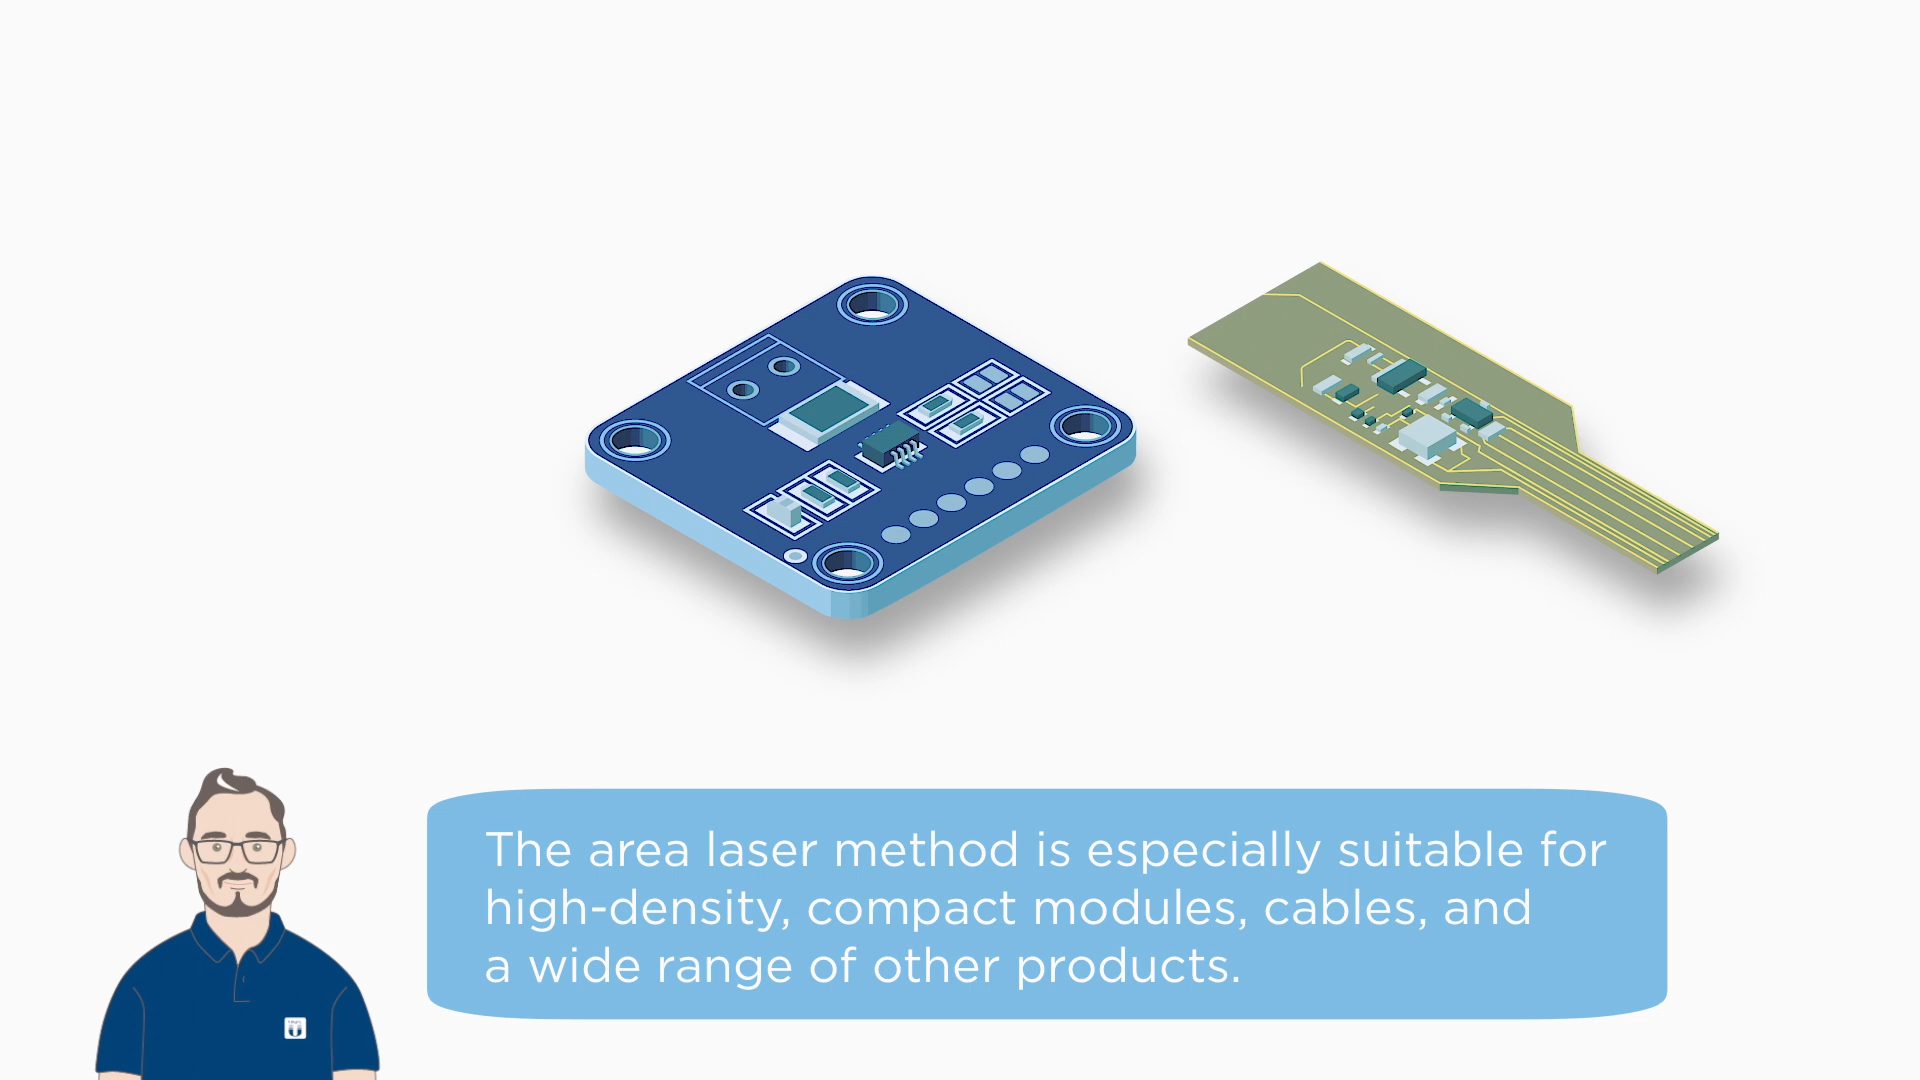 The area laser method is especially suitable for
high-density, compact modules, cables, and
a wide range of other products.